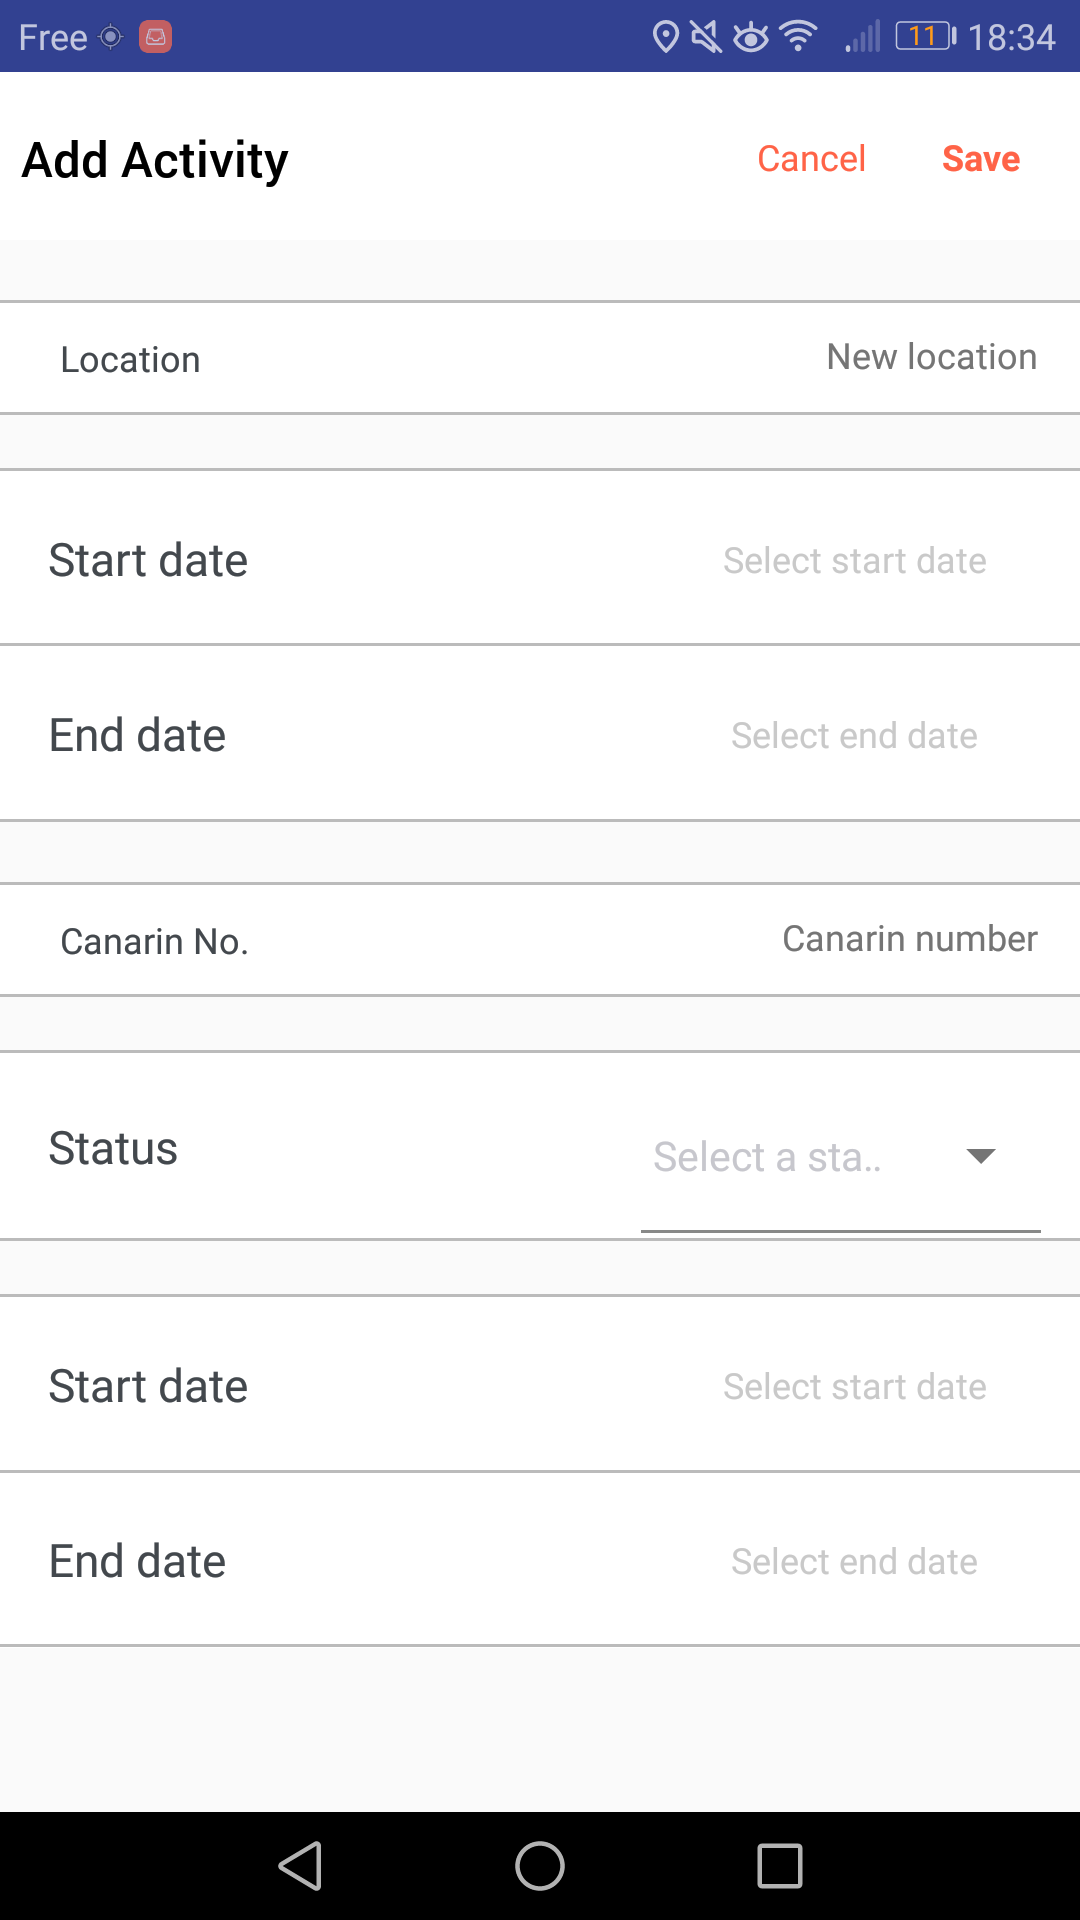 Free 11 18:34
Add Activity Cancel Save
Location New location
Start date Select start date
End date Select end date
Canarin No. Canarin number
Status Select a sta..
Start date Select start date
End date Select end date